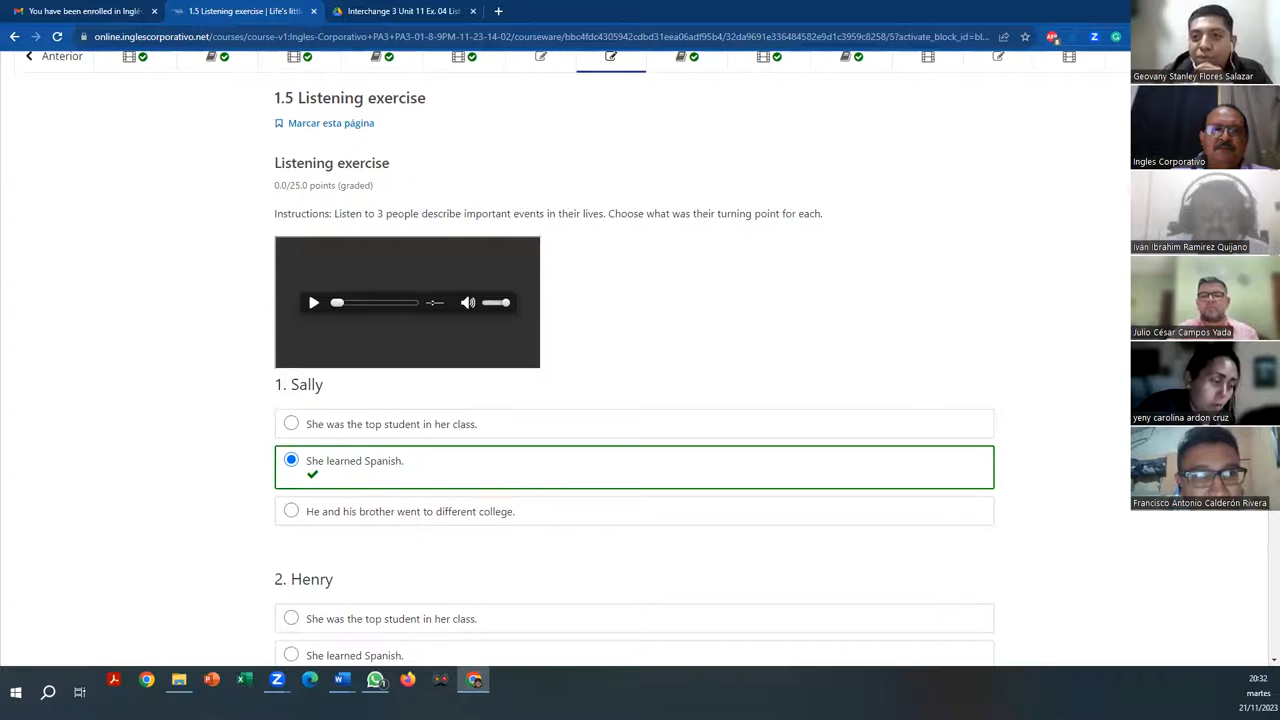 You have been enrolled in Inglé
1.5 Listening exercise | Life's littl
Interchange 3 Unit 11 Ex. 04 List
online.inglescorporativo.net/courses/course-v1:Ingles-Corporativo+PA3+PA3-01-8-9PM-11-23-14-02/courseware/bbc4fdc4305942cdbd31eea06adf95b4/32da9691e336484582e9d1c3959c8258/5?activate_block_id=bl...
Anterior
1.5 Listening exercise
Marcar esta página
Listening exercise
0.0/25.0 points (graded)
Instructions: Listen to 3 people describe important events in their lives. Choose what was their turning point for each.
-:--
1. Sally
She was the top student in her class.
She learned Spanish.
He and his brother went to different college.
2. Henry
She was the top student in her class.
She learned Spanish.
Geovany Stanley Flores Salazar
Ingles Corporativo
Iván Ibrahim Ramirez Quijano
Julio César Campos Yada
yeny carolina ardon cruz
Francisco Antonio Calderón Rivera
20:32
martes
21/11/2023